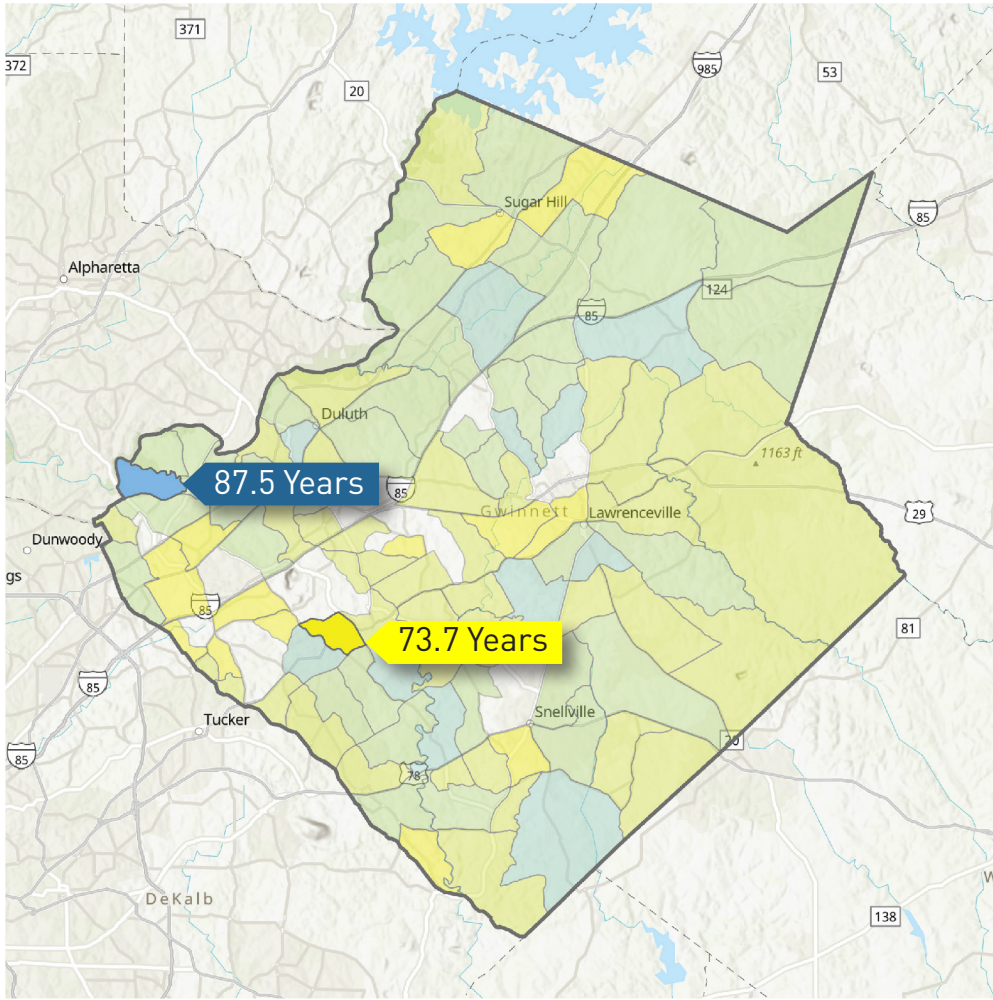 371
372
985
53
20
Sugar Hill
85
Alpharetta
124
85
Duluth
1163 ft
87.5 Years
85
Gwinnett
Lawrenceville
29
Dunwoody
gs
85
81
73.7 Years
85
Snellville
Tucker
85
78
DeKalb
W
138